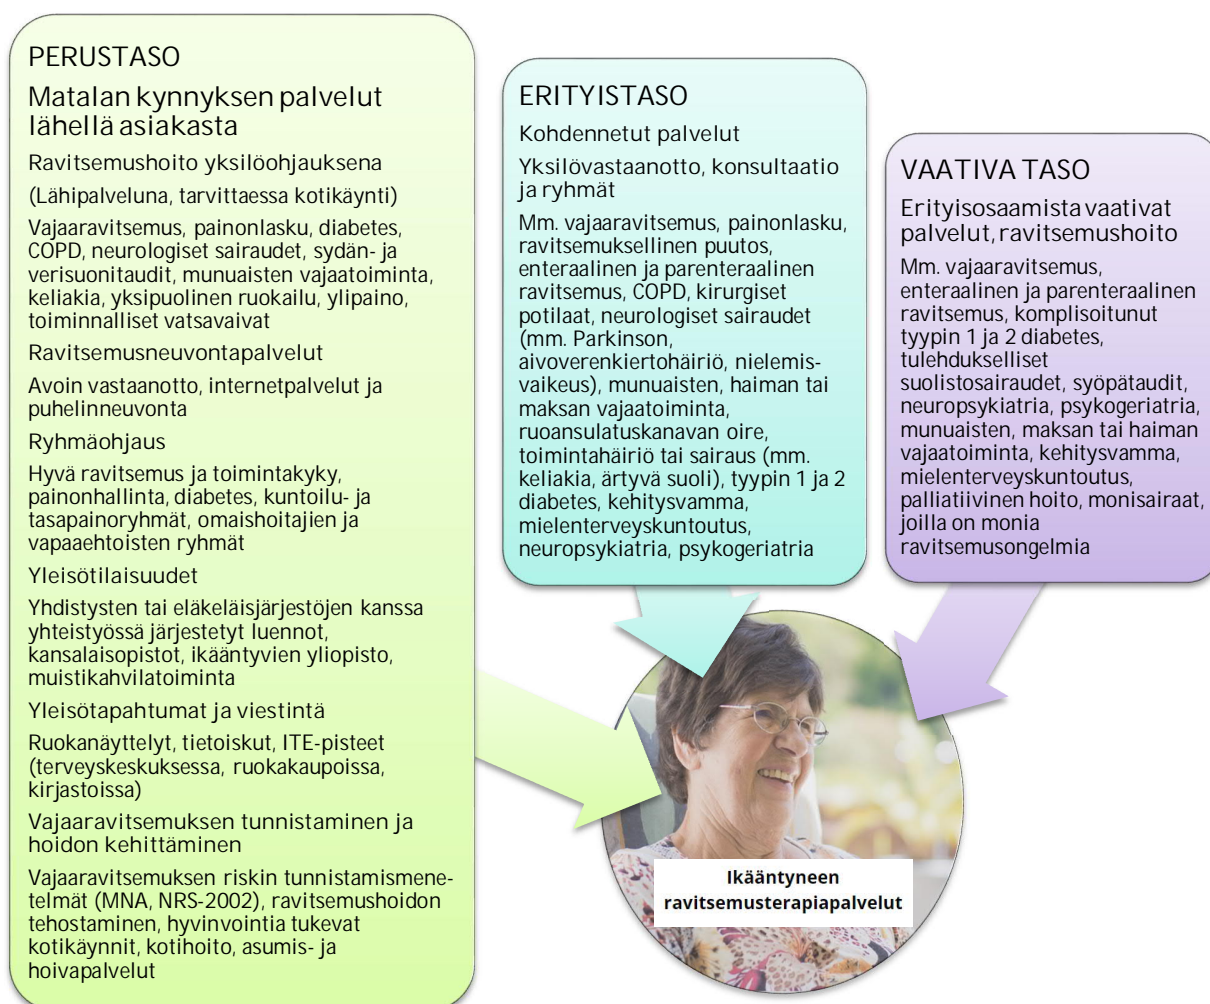 PERUSTASO
Matalan kynnyksen palvelut
lähellä asiakasta
Ravitsemushoito yksilöohjauksena
(Lähipalveluna, tarvittaessa kotikäynti)
Vajaaravitsemus, painonlasku, diabetes,
COPD, neurologiset sairaudet, sydän- ja
verisuonitaudit, munuaisten vajaatoiminta,
keliakia, yksipuolinen ruokailu, ylipaino,
toiminnalliset vatsavaivat
Ravitsemusneuvontapalvelut
Avoin vastaanotto, internetpalvelut ja
puhelinneuvonta
Ryhmäohjaus
Hyvä ravitsemus ja toimintakyky,
painonhallinta, diabetes, kuntoilu- ja
tasapainoryhmät, omaishoitajien ja
vapaaehtoisten ryhmät
Yleisötilaisuudet
Yhdistysten tai eläkeläisjärjestöjen kanssa
yhteistyössä järjestetyt luennot,
kansalaisopistot, ikääntyvien yliopisto,
muistikahvilatoiminta
Yleisötapahtumat ja viestintä
Ruokanäyttelyt, tietoiskut, ITE-pisteet
(terveyskeskuksessa, ruokakaupoissa,
kirjastoissa)
Vajaaravitsemuksen tunnistaminen ja
hoidon kehittäminen
Vajaaravitsemuksen riskin tunnistamismene-
telmät (MNA, NRS-2002), ravitsemushoidon
tehostaminen, hyvinvointia tukevat
kotikäynnit, kotihoito, asumis- ja
hoivapalvelut
ERITYISTASO
Kohdennetut palvelut
Yksilövastaanotto, konsultaatio
ja ryhmät
Mm. vajaaravitsemus, painonlasku,
ravitsemuksellinen puutos,
enteraalinen ja parenteraalinen
ravitsemus, COPD, kirurgiset
potilaat, neurologiset sairaudet
(mm. Parkinson,
aivoverenkiertohäiriö, nielemis-
vaikeus), munuaisten, haiman tai
maksan vajaatoiminta,
ruoansulatuskanavan oire,
toimintahäiriö tai sairaus (mm.
keliakia, ärtyvä suoli), tyypin 1 ja 2
diabetes, kehitysvamma,
mielenterveyskuntoutus,
neuropsykiatria, psykogeriatria
VAATIVA TASO
Erityisosaamista vaativat
palvelut, ravitsemushoito
Mm. vajaaravitsemus,
enteraalinen ja parenteraalinen
ravitsemus, komplisoitunut
tyypin 1 ja 2 diabetes,
tulehdukselliset
suolistosairaudet, syöpätaudit,
neuropsykiatria, psykogeriatria,
munuaisten, maksan tai haiman
vajaatoiminta, kehitysvamma,
mielenterveyskuntoutus,
palliatiivinen hoito, monisairaat,
joilla on monia
ravitsemusongelmia
Ikääntyneen
ravitsemusterapiapalvelut